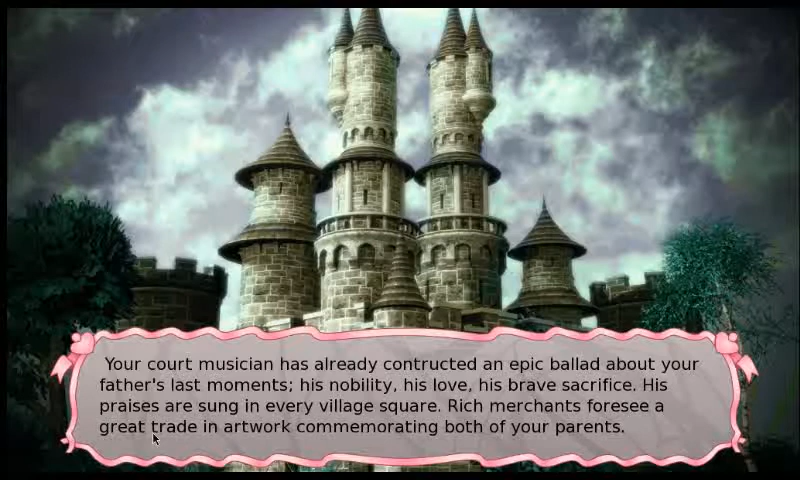 Your court musician has already contructed an epic ballad about your
father's last moments; his nobility, his love, his brave sacrifice. His
praises are sung in every village square. Rich merchants foresee a
great trade in artwork commemorating both of your parents.